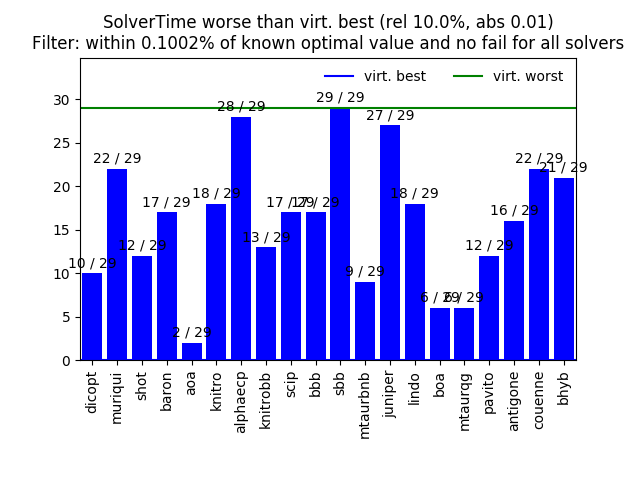 SolverTime worse than virt. best (rel 10.0%, abs 0.01)
Filter: within 0.1002% of known optimal value and no fail for all solvers
virt. best
virt. worst
30
25
20
15
10
5
0
10 / 29
22 / 29
12 / 29
17 / 29
2 / 29
18 / 29
28 / 29
13 / 29
17 / 29
17 / 29
29 / 29
9 / 29
27 / 29
18 / 29
6 / 29
6 / 29
12 / 29
16 / 29
22 / 29
21 / 29
dicopt
muriqui
shot
baron
aoa
knitro
alphaecp
knitrobb
scip
bbb
sbb
mtaurbnb
juniper
lindo
boa
mtaurqg
pavito
antigone
couenne
bhyb